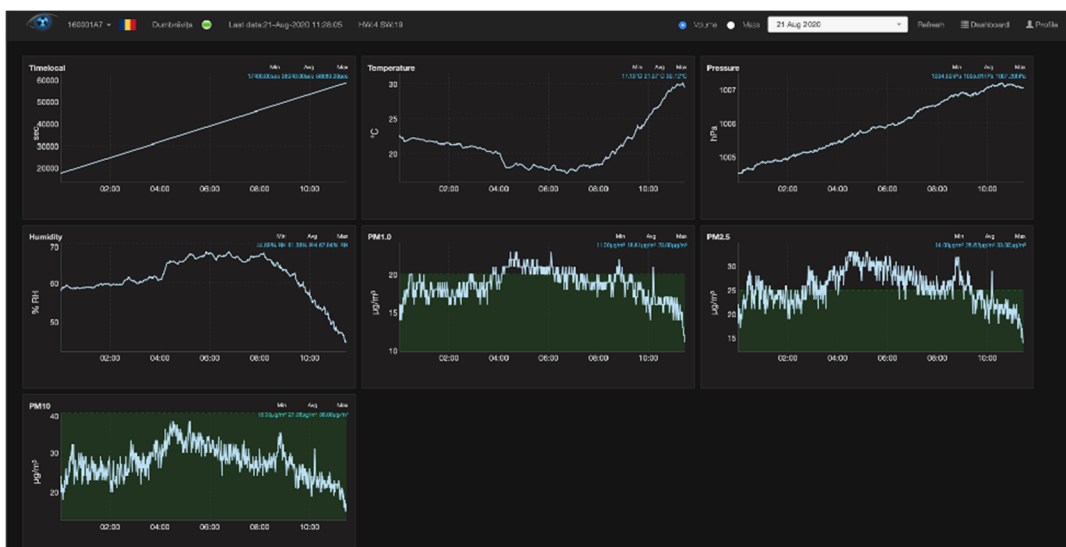 160001A7 Dumbrăvița Last data:21-Aug-2020 11:28:05 HW:4 SW:19 Volume Mass 21 Aug 2020 Refresh Dashboard Profile
Timelocal Min Avg Max
60000
50000
40000
30000
20000
sec
02:00 04:00 06:00 08:00 10:00
Temperature Min Avg Max
30
25
20
°C
02:00 04:00 06:00 08:00 10:00
Pressure Min Avg Max
1007
1006
1005
hPa
02:00 04:00 06:00 08:00 10:00
Humidity Min Avg Max
70
60
50
% RH
02:00 04:00 06:00 08:00 10:00
PM1.0 Min Avg Max
20
15
10
µg/m³
02:00 04:00 06:00 08:00 10:00
PM2.5 Min Avg Max
30
25
20
15
µg/m³
02:00 04:00 06:00 08:00 10:00
PM10 Min Avg Max
40
30
20
µg/m³
02:00 04:00 06:00 08:00 10:00